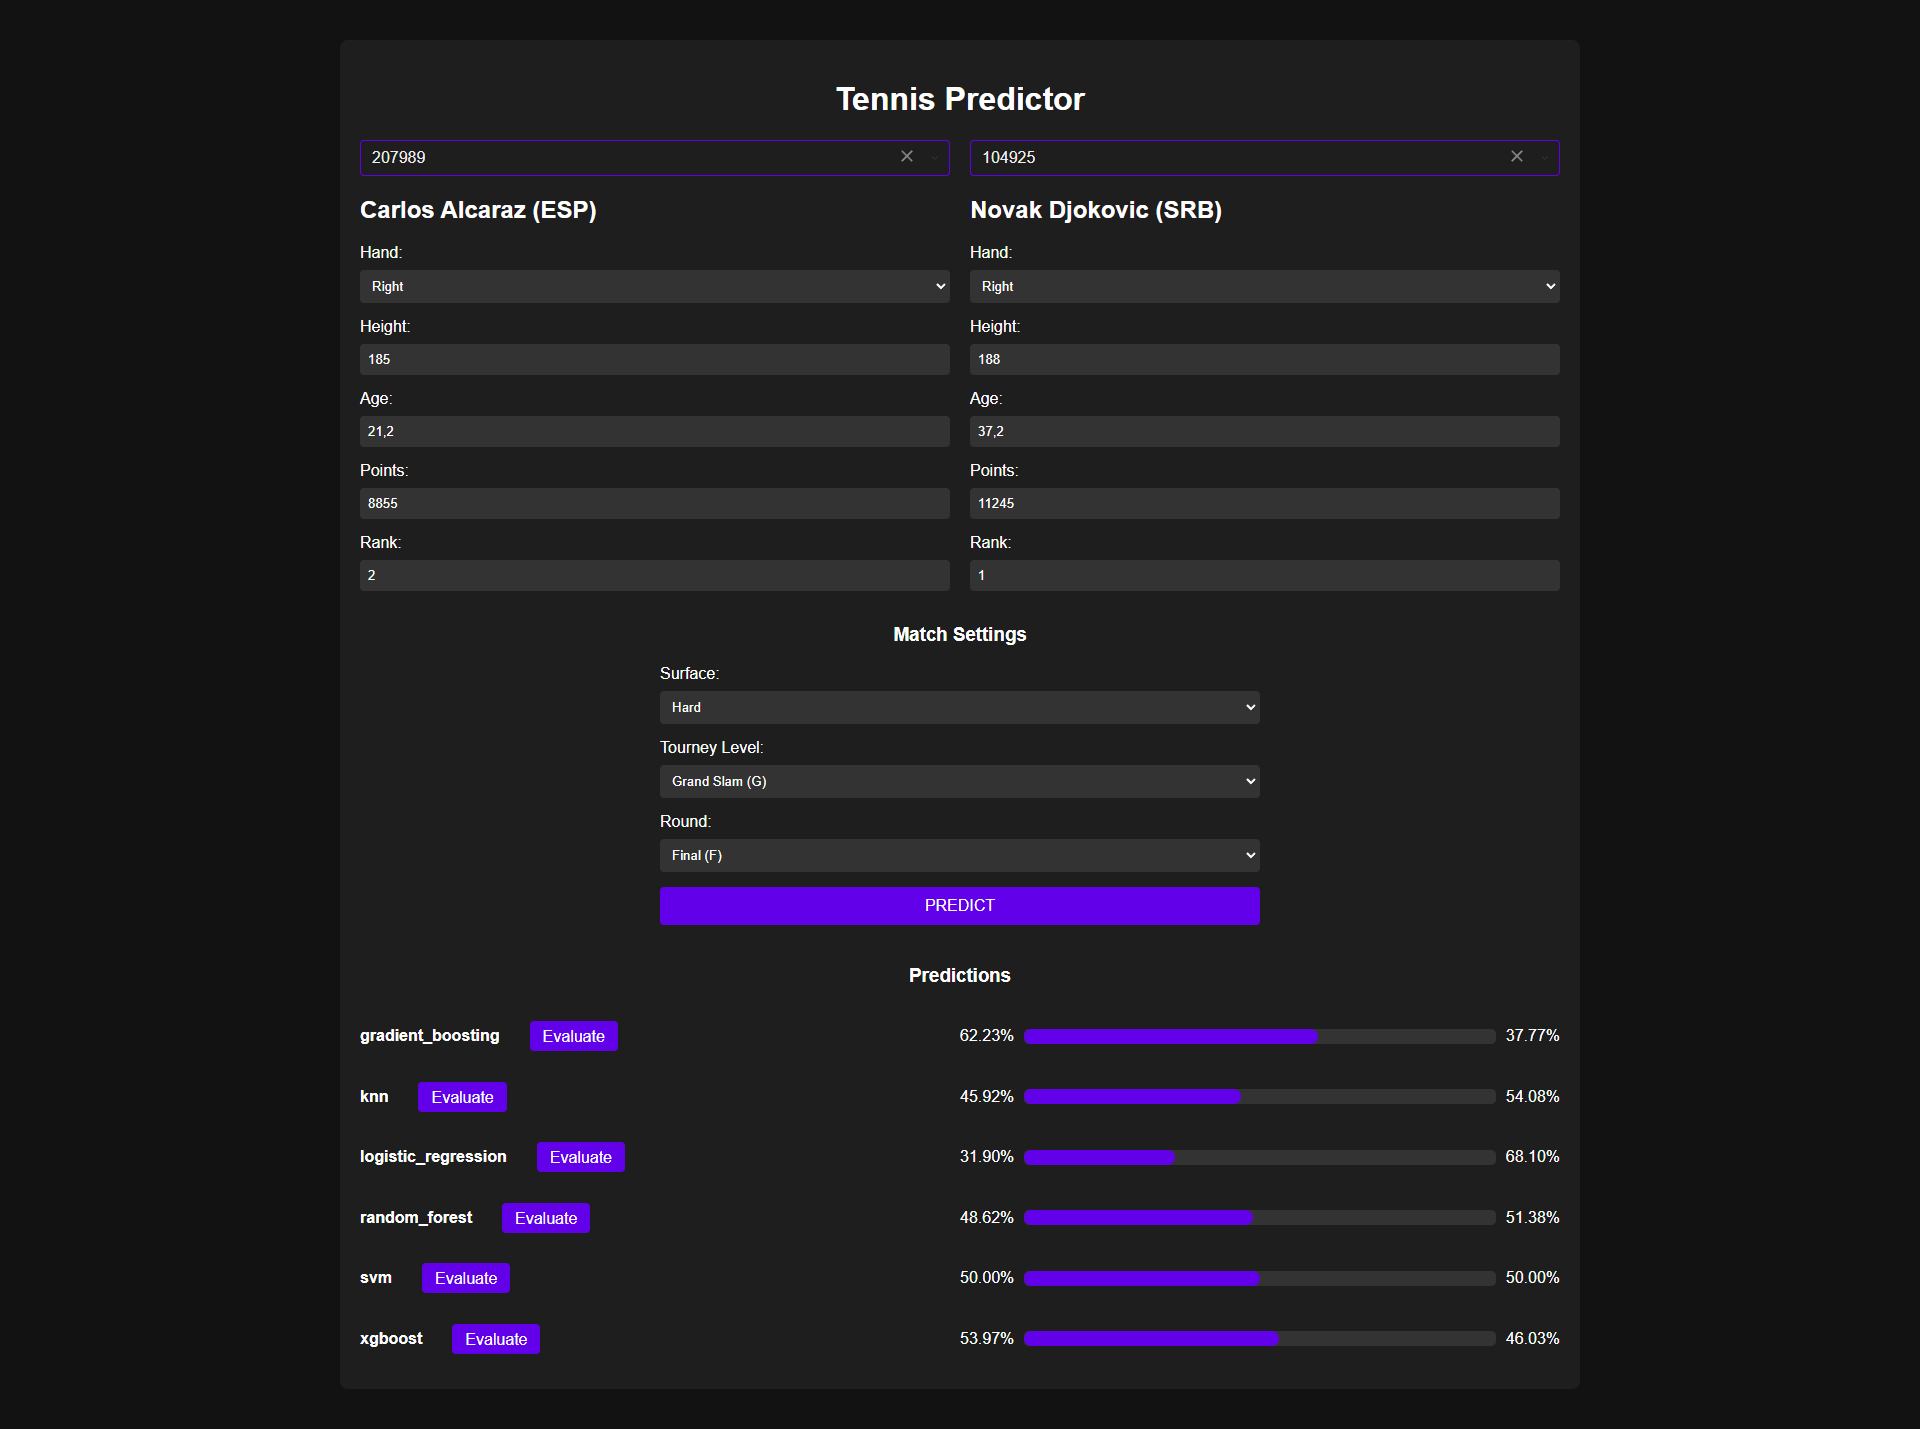 Tennis Predictor
207989
104925
Carlos Alcaraz (ESP)
Novak Djokovic (SRB)
Hand:
Hand:
Right
Right
Height:
Height:
185
188
Age:
Age:
21,2
37,2
Points:
Points:
8855
11245
Rank:
Rank:
2
1
Match Settings
Surface:
Hard
Tourney Level:
Grand Slam (G)
Round:
Final (F)
PREDICT
Predictions
gradient_boosting Evaluate 62.23% 37.77%
knn Evaluate 45.92% 54.08%
logistic_regression Evaluate 31.90% 68.10%
random_forest Evaluate 48.62% 51.38%
svm Evaluate 50.00% 50.00%
xgboost Evaluate 53.97% 46.03%